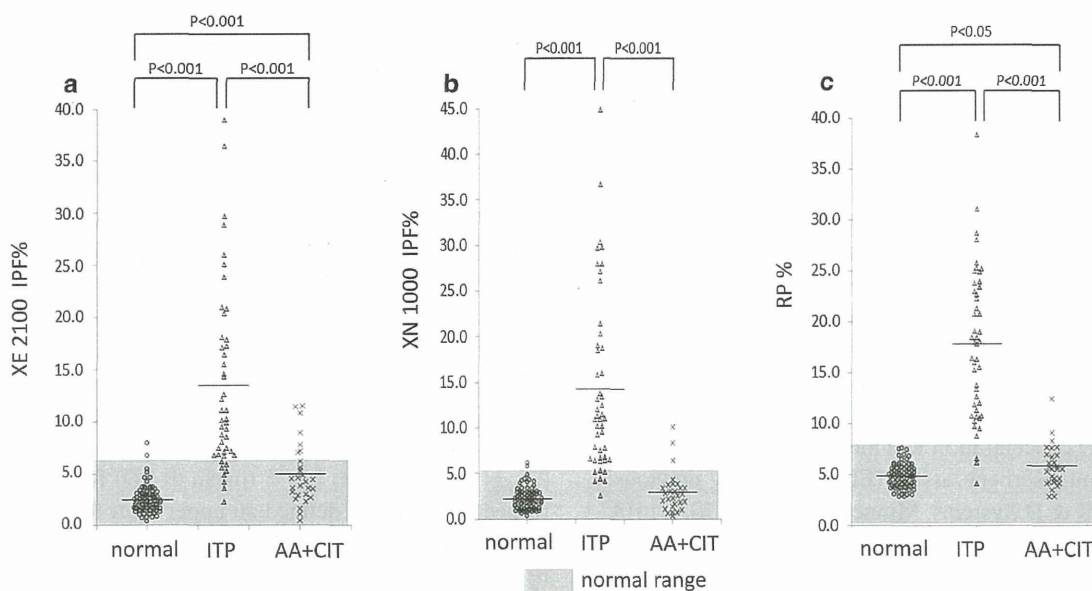 P<0.001
P<0.001 P<0.001
a
40.0
35.0
30.0
25.0
20.0
15.0
10.0
5.0
0.0
XE 2100 IPF%
normal ITP AA+CIT
P<0.001 P<0.001
b
45.0
40.0
35.0
30.0
25.0
20.0
15.0
10.0
5.0
0.0
XN 1000 IPF%
normal ITP AA+CIT
P<0.05
P<0.001 P<0.001
c
40.0
35.0
30.0
25.0
20.0
15.0
10.0
5.0
0.0
RP %
normal ITP AA+CIT
normal range